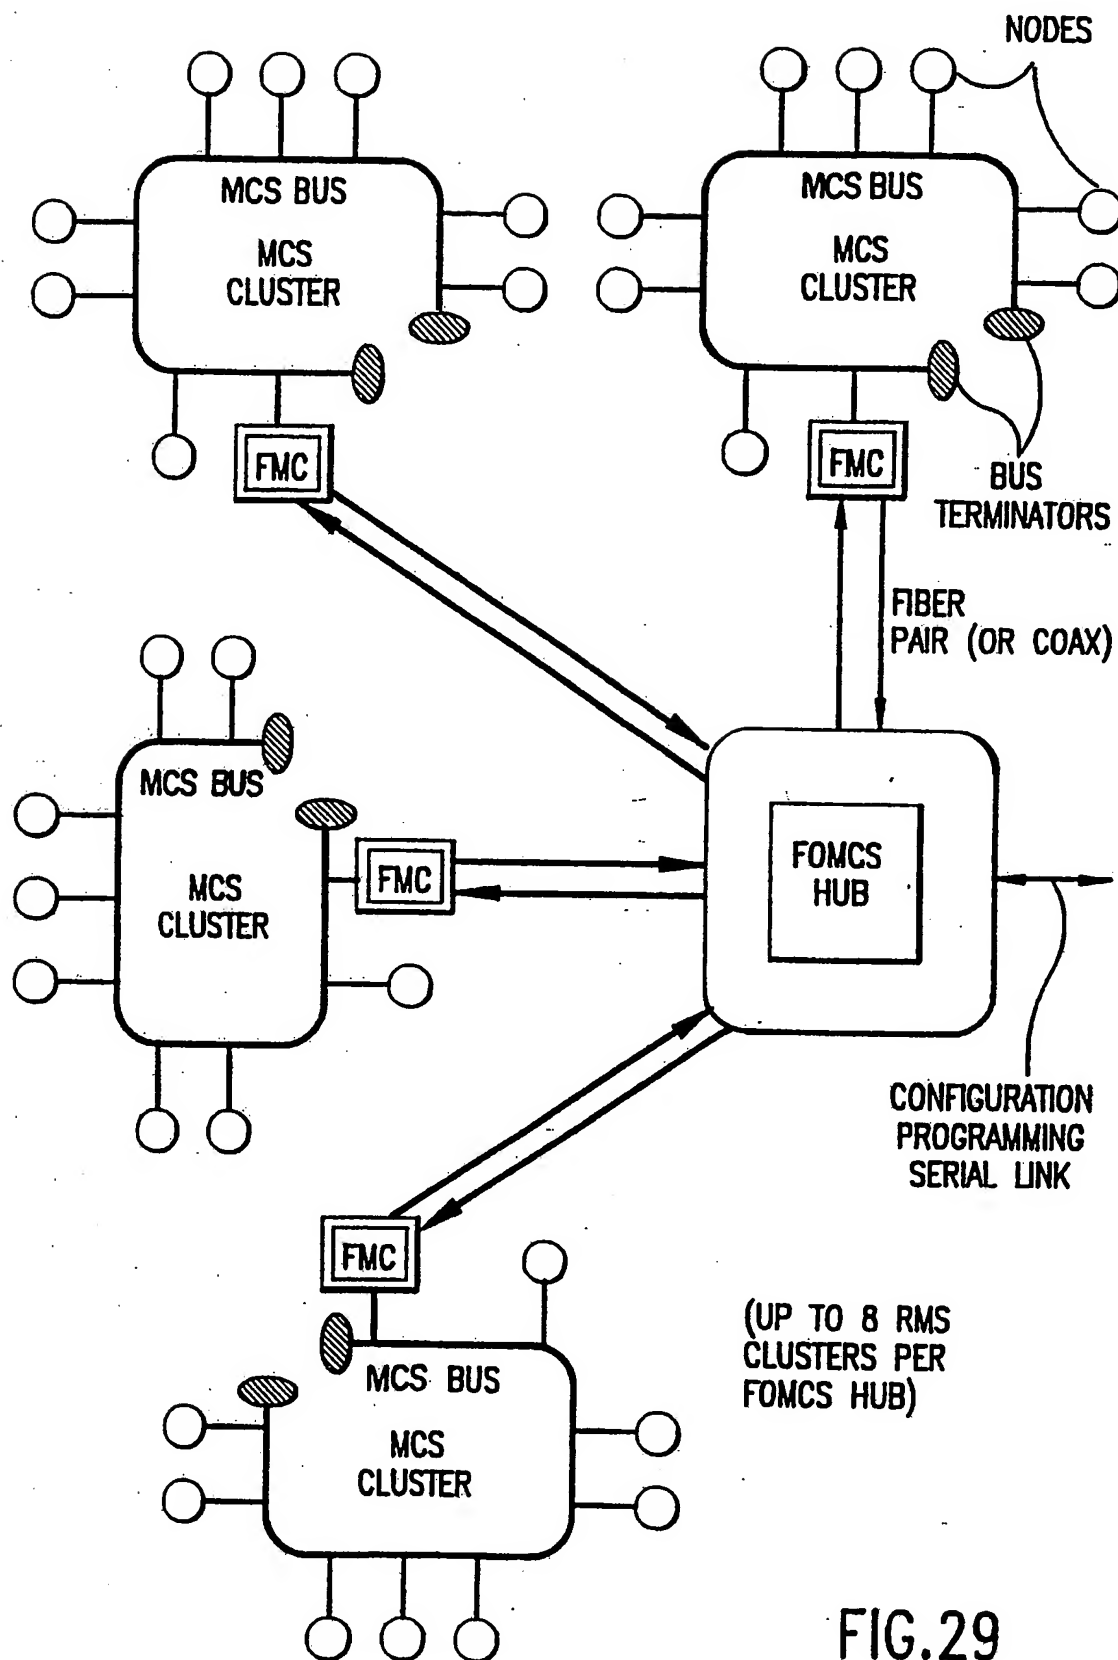 NODES
MCS BUS
MCS
CLUSTER
MCS BUS
MCS
CLUSTER
FMC
FMC
BUS
TERMINATORS
FIBER
PAIR (OR COAX)
MCS BUS
MCS
CLUSTER
FMC
FOMCS
HUB
CONFIGURATION
PROGRAMMING
SERIAL LINK
FMC
MCS BUS
MCS
CLUSTER
(UP TO 8 RMS
CLUSTERS PER
FOMCS HUB)
FIG.29